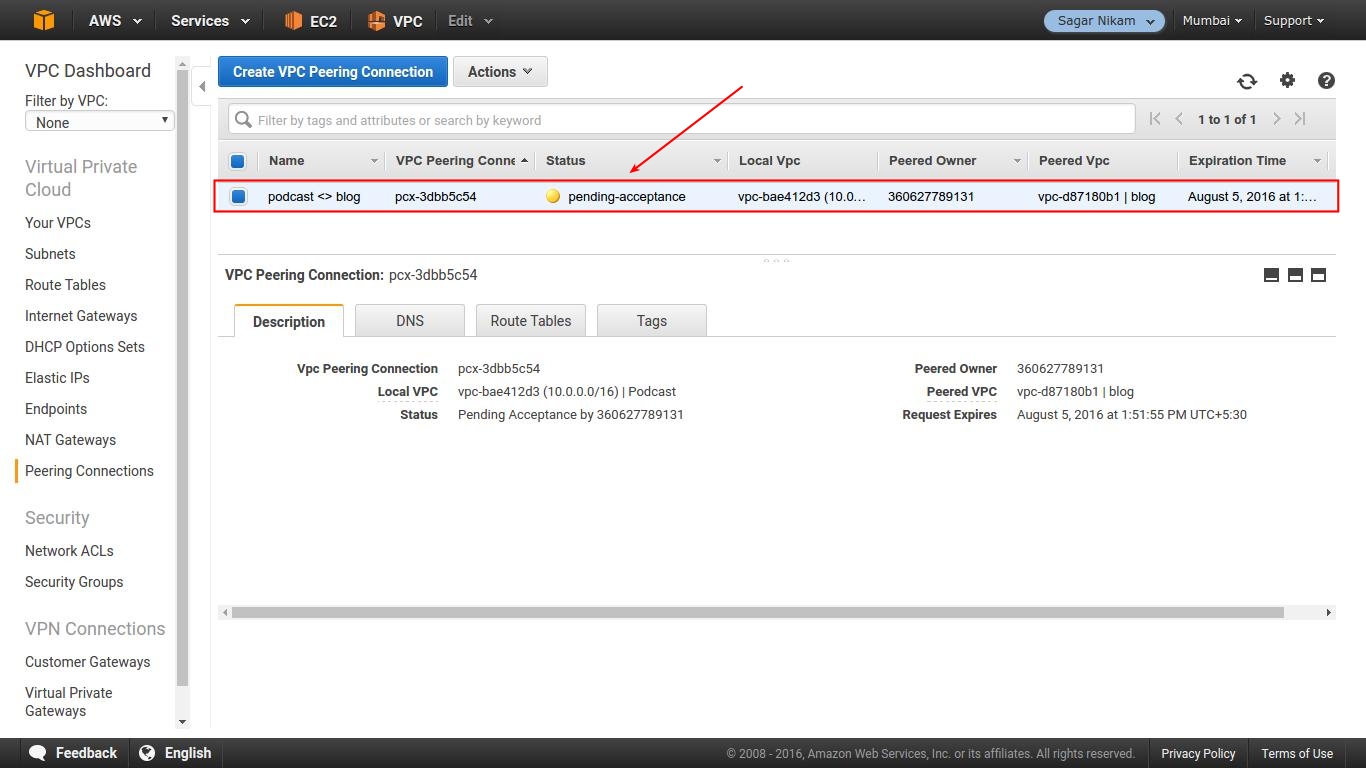 AWS Services EC2 VPC Edit Sagar Nikam Mumbai Support
VPC Dashboard
Filter by VPC:
None
Virtual Private
Cloud
Your VPCs
Subnets
Route Tables
Internet Gateways
DHCP Options Sets
Elastic IPs
Endpoints
NAT Gateways
Peering Connections
Security
Network ACLs
Security Groups
VPN Connections
Customer Gateways
Virtual Private
Gateways
Create VPC Peering Connection Actions
Filter by tags and attributes or search by keyword 1 to 1 of 1
Name VPC Peering Conne Status Local Vpc Peered Owner Peered Vpc Expiration Time
podcast <> blog pcx-3dbb5c54 pending-acceptance vpc-bae412d3 (10.0... 360627789131 vpc-d87180b1 | blog August 5, 2016 at 1:...
VPC Peering Connection: pcx-3dbb5c54
Description DNS Route Tables Tags
Vpc Peering Connection pcx-3dbb5c54 Peered Owner 360627789131
Local VPC vpc-bae412d3 (10.0.0.0/16) | Podcast Peered VPC vpc-d87180b1 | blog
Status Pending Acceptance by 360627789131 Request Expires August 5, 2016 at 1:51:55 PM UTC+5:30
Feedback English © 2008 - 2016, Amazon Web Services, Inc. or its affiliates. All rights reserved. Privacy Policy Terms of Use